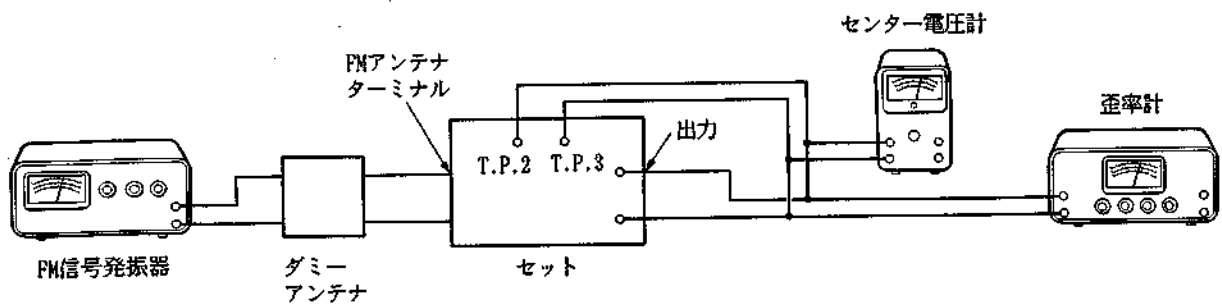 センター電圧計
FMアンテナ
ターミナル
歪率計
出力
T.P.2
T.P.3
FM信号発振器
ダミー
アンテナ
セット